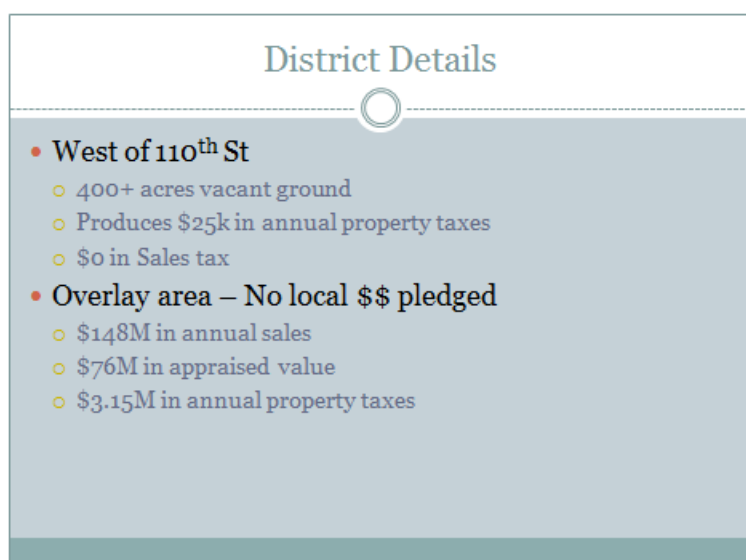 District Details
• West of 110th St
○ 400+ acres vacant ground
○ Produces $25k in annual property taxes
○ $0 in Sales tax
• Overlay area – No local $$ pledged
○ $148M in annual sales
○ $76M in appraised value
○ $3.15M in annual property taxes